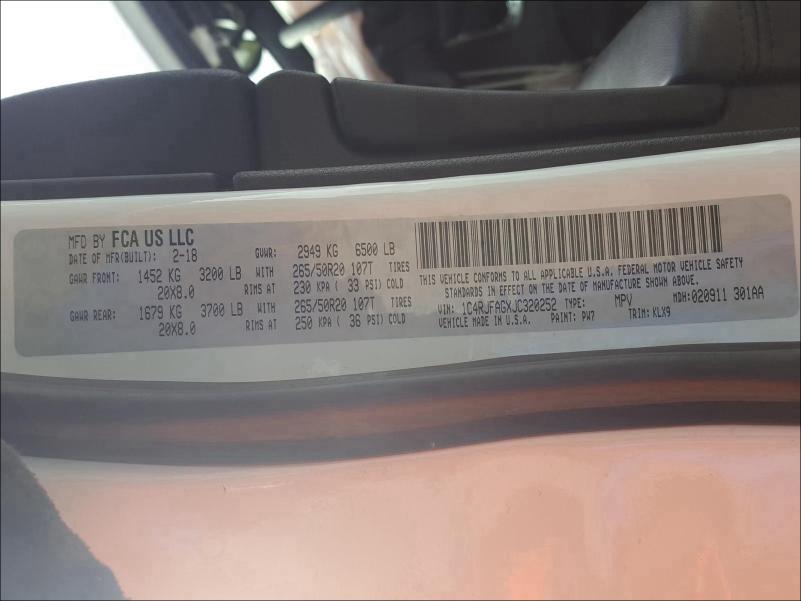 MFD BY FCA US LLC
DATE OF MFR(BUILT): 2-18 GVWR: 2949 KG 6500 LB
GAWR FRONT: 1452 KG 3200 LB WITH 265/50R20 107T TIRES
20X8.0 RIMS AT 230 KPA ( 33 PSI) COLD
GAWR REAR: 1679 KG 3700 LB WITH 265/50R20 107T TIRES
20X8.0 RIMS AT 250 KPA ( 36 PSI) COLD
THIS VEHICLE CONFORMS TO ALL APPLICABLE U.S.A. FEDERAL MOTOR VEHICLE SAFETY
STANDARDS IN EFFECT ON THE DATE OF MANUFACTURE SHOWN ABOVE.
VIN: 1C4RJFAGXJC320252 TYPE: MPV MDH: 020911 301AA
VEHICLE MADE IN U.S.A. PAINT: PW7 TRIM: KLX9